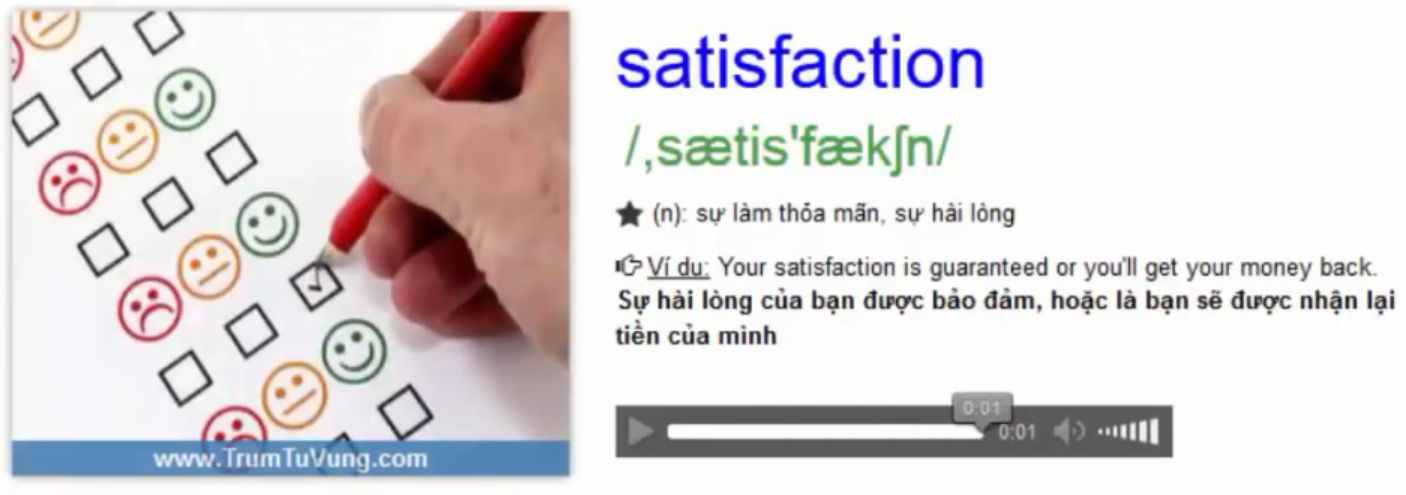 satisfaction
/,sætis'fækʃn/
★ (n): sự làm thỏa mãn, sự hài lòng
Ví dụ: Your satisfaction is guaranteed or you'll get your money back.
Sự hài lòng của bạn được bảo đảm, hoặc là bạn sẽ được nhận lại
tiền của mình
0:01
0:01
www.TrumTuVung.com